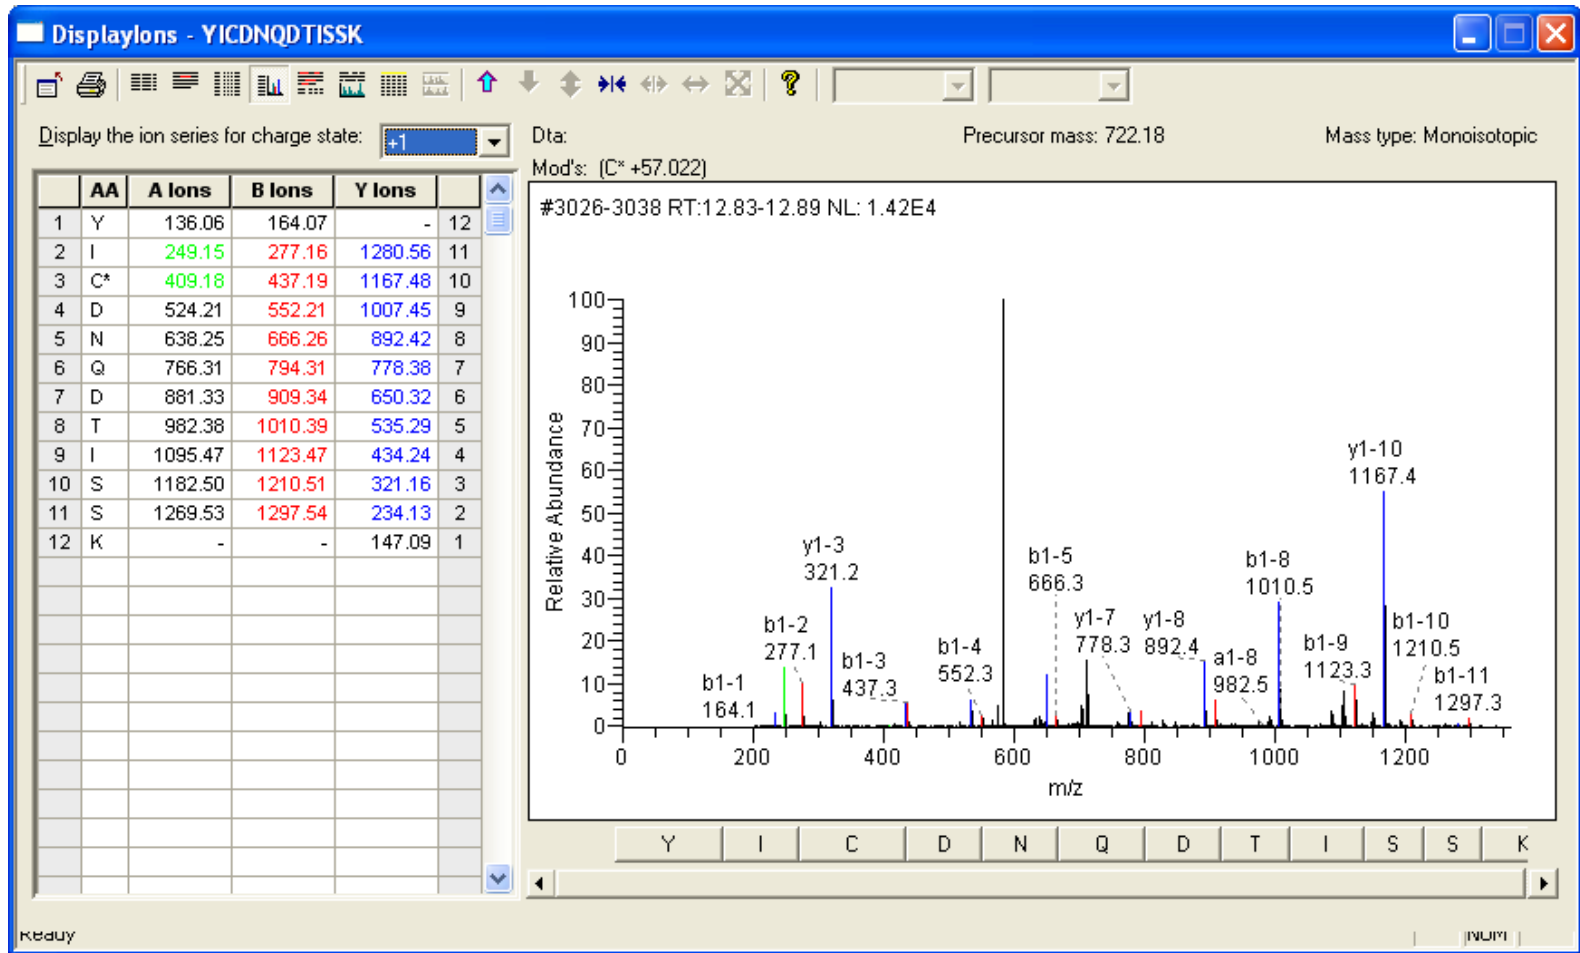 DisplayIons - YICDNQDTISSK
Display the ion series for charge state: +1
Dta: Precursor mass: 722.18 Mass type: Monoisotopic
Mod's: (C* +57.022)
AA A Ions B Ions Y Ions
1 Y 136.06 164.07 - 12
2 I 249.15 277.16 1280.56 11
3 C* 409.18 437.19 1167.48 10
4 D 524.21 552.21 1007.45 9
5 N 638.25 666.26 892.42 8
6 Q 766.31 794.31 778.38 7
7 D 881.33 909.34 650.32 6
8 T 982.38 1010.39 535.29 5
9 I 1095.47 1123.47 434.24 4
10 S 1182.50 1210.51 321.16 3
11 S 1269.53 1297.54 234.13 2
12 K - - 147.09 1
#3026-3038 RT:12.83-12.89 NL: 1.42E4
100
90
80
70
60
50
40
30
20
10
0
Relative Abundance
y1-10
1167.4
y1-3
321.2
b1-5
666.3
b1-8
1010.5
b1-2
277.1
y1-7
778.3
y1-8
892.4
b1-10
1210.5
b1-3
437.3
b1-4
552.3
a1-8
982.5
b1-9
1123.3
b1-11
1297.3
b1-1
164.1
0 200 400 600 800 1000 1200
m/z
Y I C D N Q D T I S S K
Ready NUM